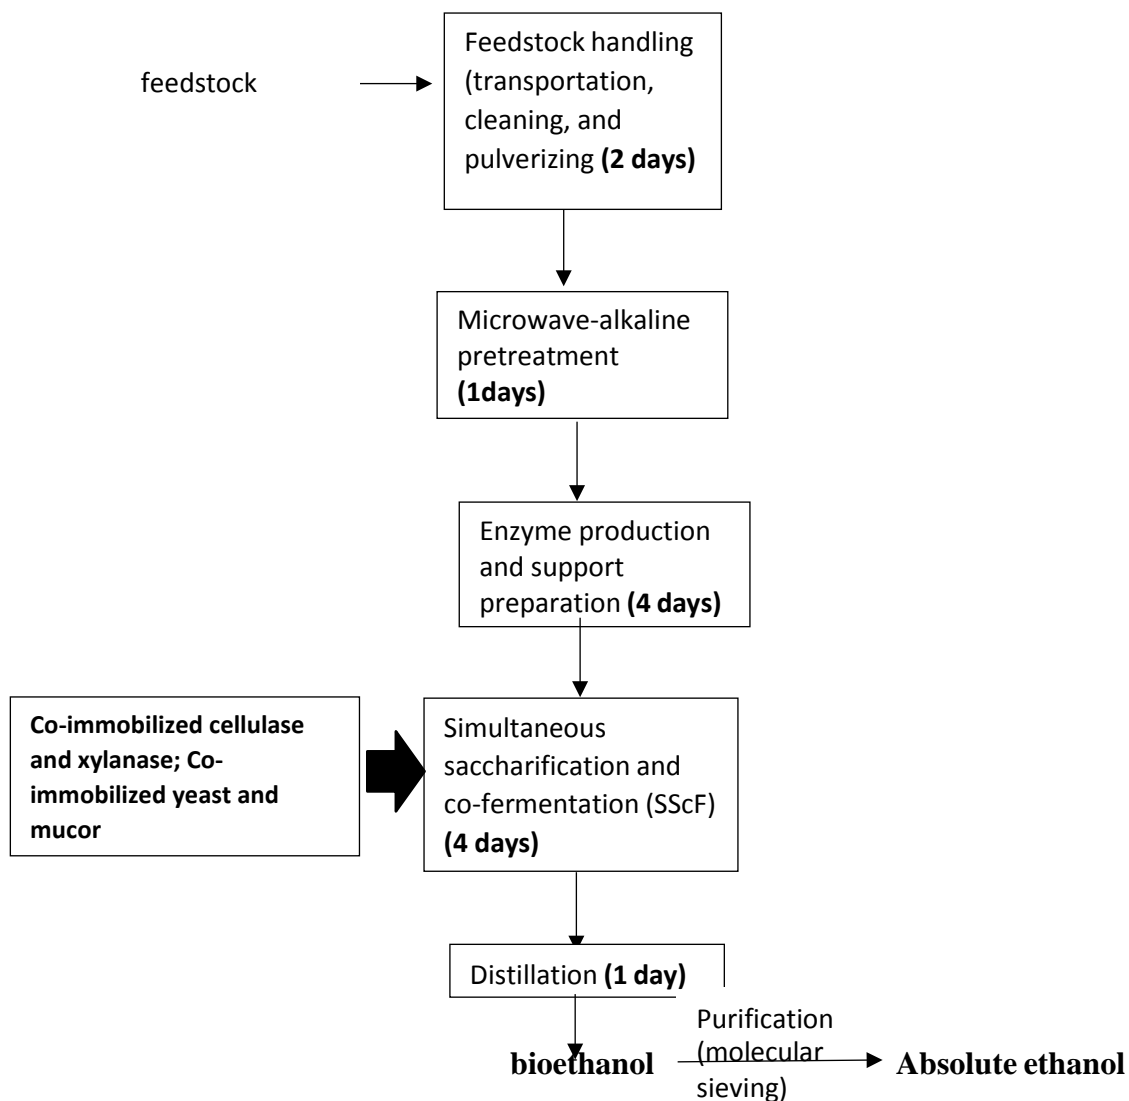 feedstock
Feedstock handling
(transportation,
cleaning, and
pulverizing (2 days)
Microwave-alkaline
pretreatment
(1days)
Enzyme production
and support
preparation (4 days)
Co-immobilized cellulase
and xylanase; Co-
immobilized yeast and
mucor
Simultaneous
saccharification and
co-fermentation (SScF)
(4 days)
Distillation (1 day)
bioethanol
Purification
(molecular
sieving)
Absolute ethanol